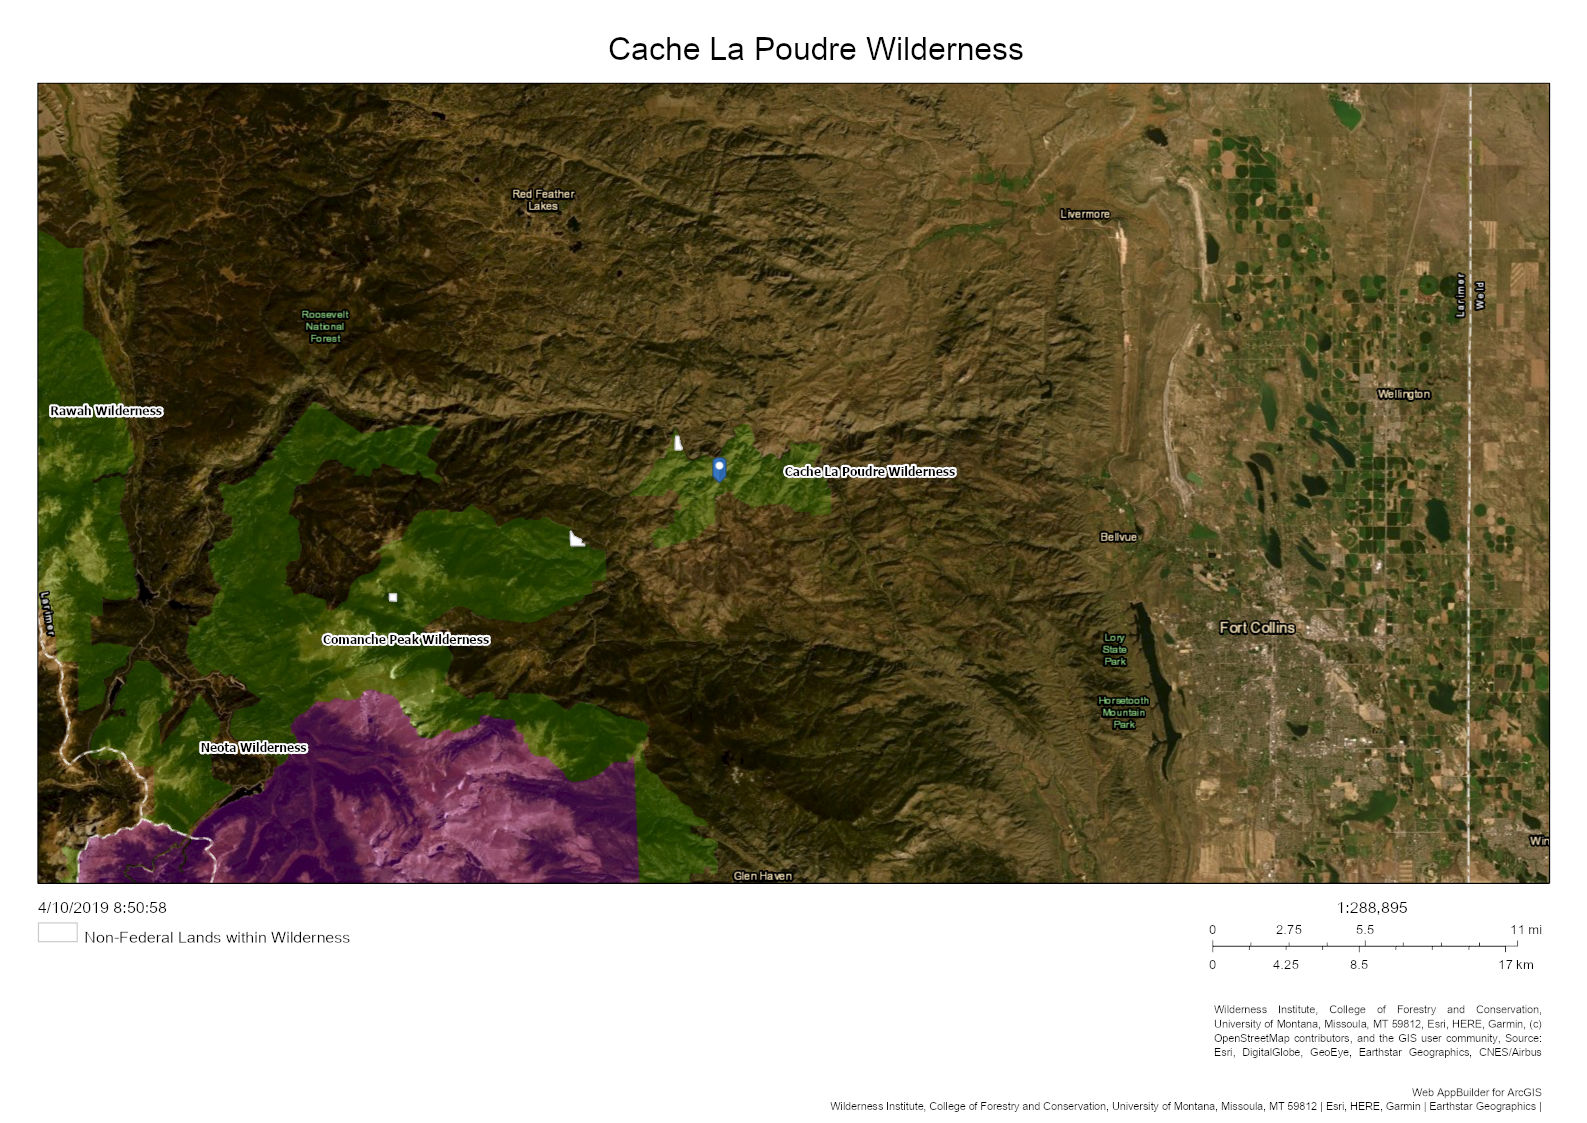 Cache La Poudre Wilderness
Red Feather
Lakes
Livermore
Larimer
Weld
Roosevelt
National
Forest
Wellington
Rawah Wilderness
Cache La Poudre Wilderness
Bellvue
Larimer
Fort Collins
Comanche Peak Wilderness
Lory
State
Park
Horsetooth
Mountain
Park
Neota Wilderness
Win
Glen Haven
4/10/2019 8:50:58
Non-Federal Lands within Wilderness
1:288,895
0 2.75 5.5 11 mi
0 4.25 8.5 17 km
Wilderness Institute, College of Forestry and Conservation,
University of Montana, Missoula, MT 59812, Esri, HERE, Garmin, (c)
OpenStreetMap contributors, and the GIS user community, Source:
Esri, DigitalGlobe, GeoEye, Earthstar Geographics, CNES/Airbus
Web AppBuilder for ArcGIS
Wilderness Institute, College of Forestry and Conservation, University of Montana, Missoula, MT 59812 | Esri, HERE, Garmin | Earthstar Geographics |